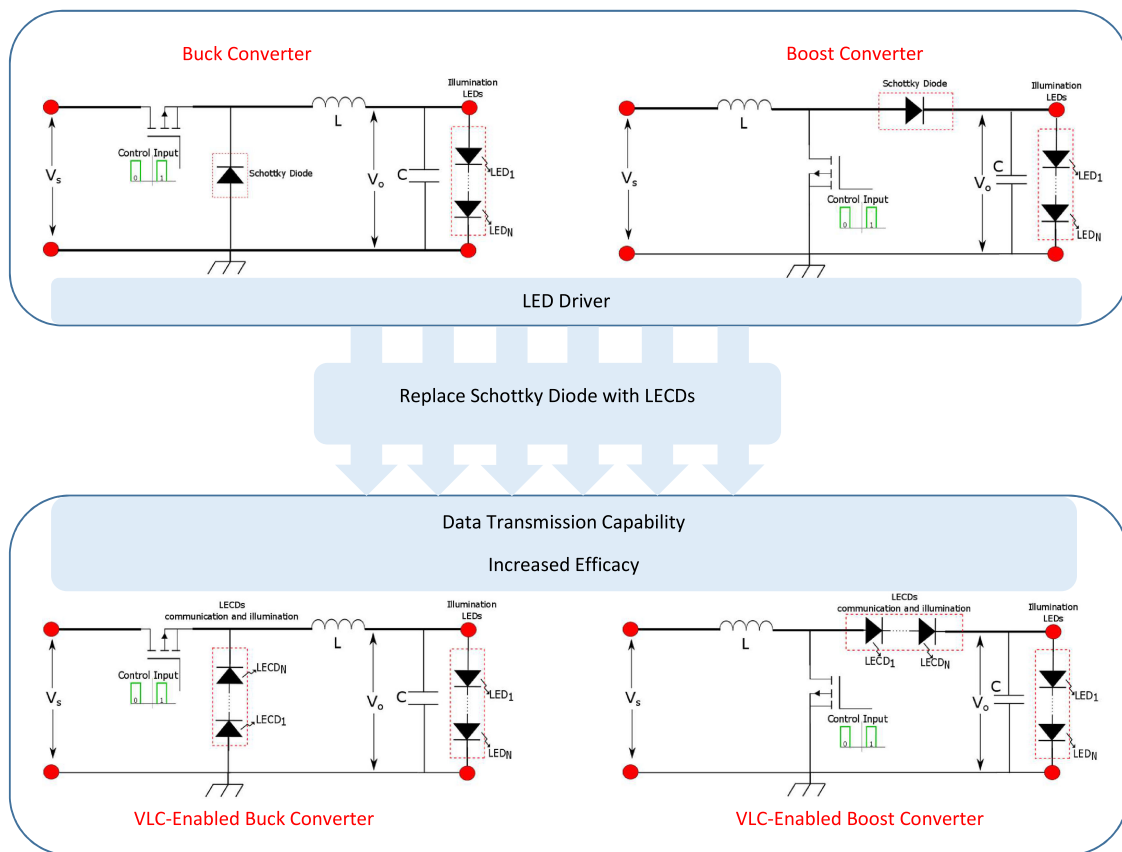 Buck Converter
Illumination
LEDs
L
Control Input
0 1
Vs
Schottky Diode
Vo
C
LED1
LEDN
Boost Converter
Schottky Diode
Illumination
LEDs
L
Vs
Control Input
0 1
Vo
C
LED1
LEDN
LED Driver
Replace Schottky Diode with LECDs
Data Transmission Capability
Increased Efficacy
LECDs
communication and illumination
Illumination
LEDs
L
Control Input
0 1
Vs
LECDN
LECD1
Vo
C
LED1
LEDN
VLC-Enabled Buck Converter
LECDs
communication and illumination
Illumination
LEDs
L
LECD1
LECDN
Vs
Control Input
0 1
Vo
C
LED1
LEDN
VLC-Enabled Boost Converter